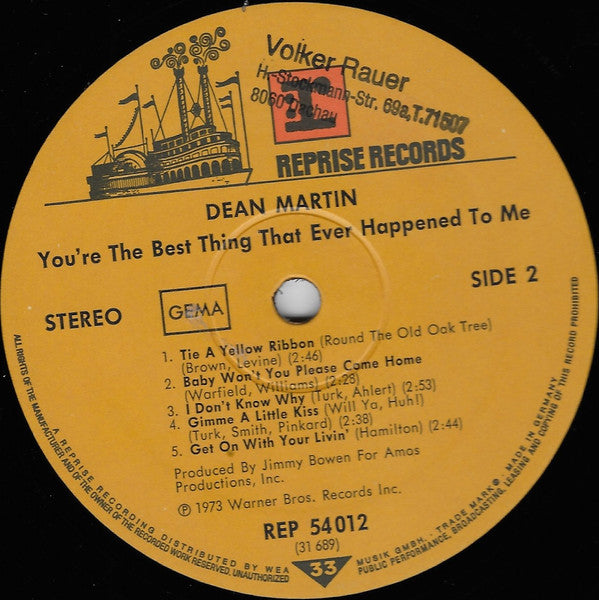 Volker Rauer
H.-Stockmann-Str. 69a, T. 71507
8060 Dachau
r
REPRISE RECORDS
DEAN MARTIN
You're The Best Thing That Ever Happened To Me
STEREO
GEMA
SIDE 2
1. Tie A Yellow Ribbon (Round The Old Oak Tree)
(Brown, Levine) (2:46)
2. Baby Won't You Please Come Home
(Warfield, Williams) (2:28)
3. I Don't Know Why (Turk, Ahlert) (2:53)
4. Gimme A Little Kiss (Will Ya, Huh!)
(Turk, Smith, Pinkard) (2:38)
5. Get On With Your Livin' (Hamilton) (2:44)
Produced By Jimmy Bowen For Amos
Productions, Inc.
℗ 1973 Warner Bros. Records Inc.
REP 54012
(31 689)
33
A REPRISE RECORDING DISTRIBUTED BY WEA MUSIK GMBH. · TRADE MARK® · MADE IN GERMANY
ALL RIGHTS OF THE MANUFACTURER AND OF THE OWNER OF THE RECORDED WORK RESERVED. UNAUTHORIZED PUBLIC PERFORMANCE, BROADCASTING, LEASING AND COPYING OF THIS RECORD PROHIBITED